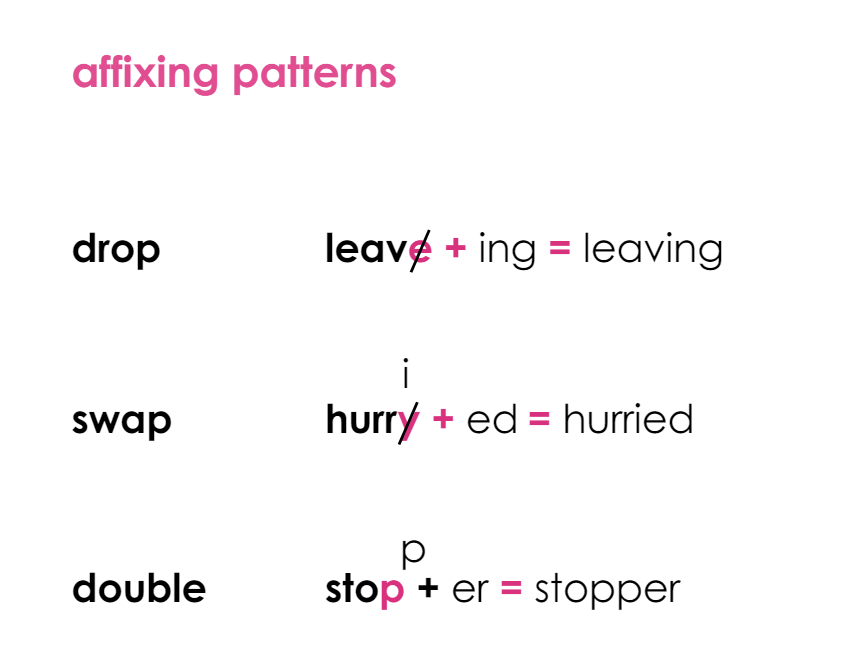 affixing patterns
drop leave + ing = leaving
i
swap hurry + ed = hurried
p
double stop + er = stopper